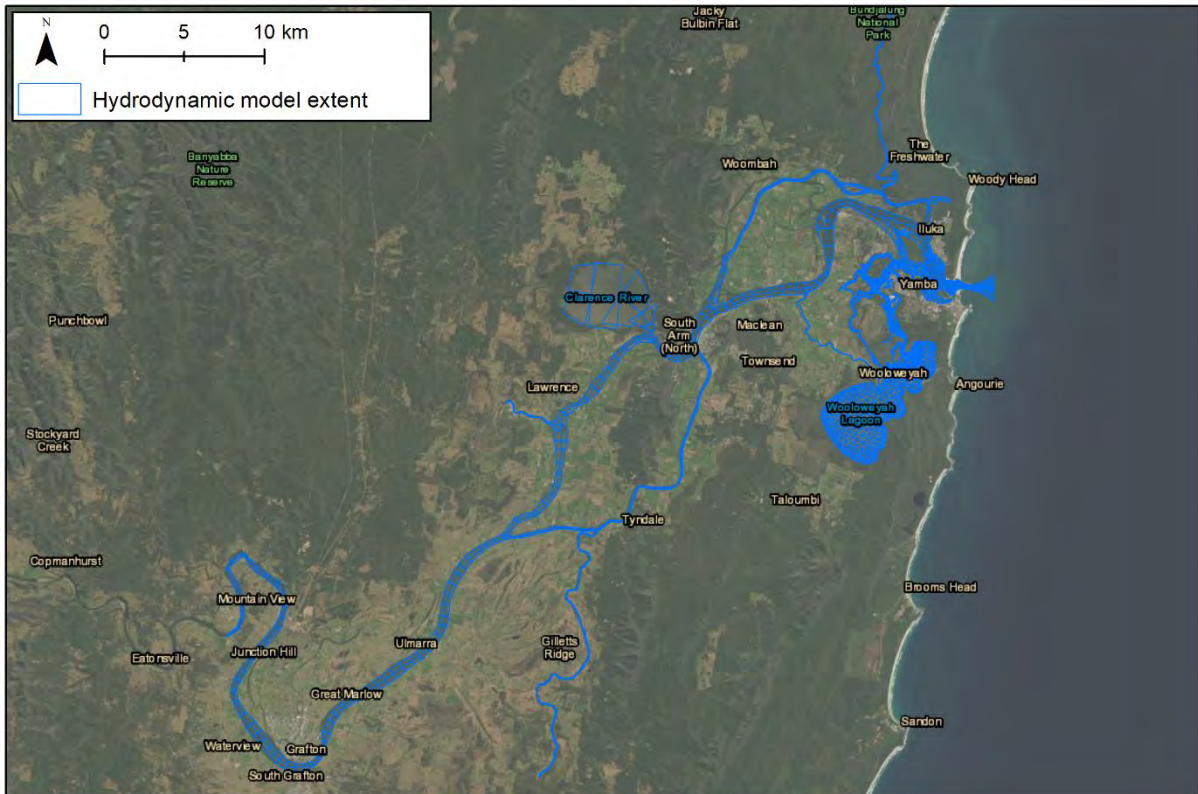 Jacky
Bulbin Flat
Bundjalung
National
Park
N
0 5 10 km
Hydrodynamic model extent
Banyabba
Nature
Reserve
The
Freshwater
Woombah
Woody Head
Iluka
Yamba
Clarence River
Punchbowl
South
Arm
(North)
Maclean
Townsend
Wooloweyah
Angourie
Lawrence
Wooloweyah
Lagoon
Stockyard
Creek
Taloumbi
Tyndale
Copmanhurst
Brooms Head
Mountain View
Ulmarra
Gilletts
Ridge
Junction Hill
Eatonsville
Great Marlow
Sandon
Waterview
Grafton
South Grafton